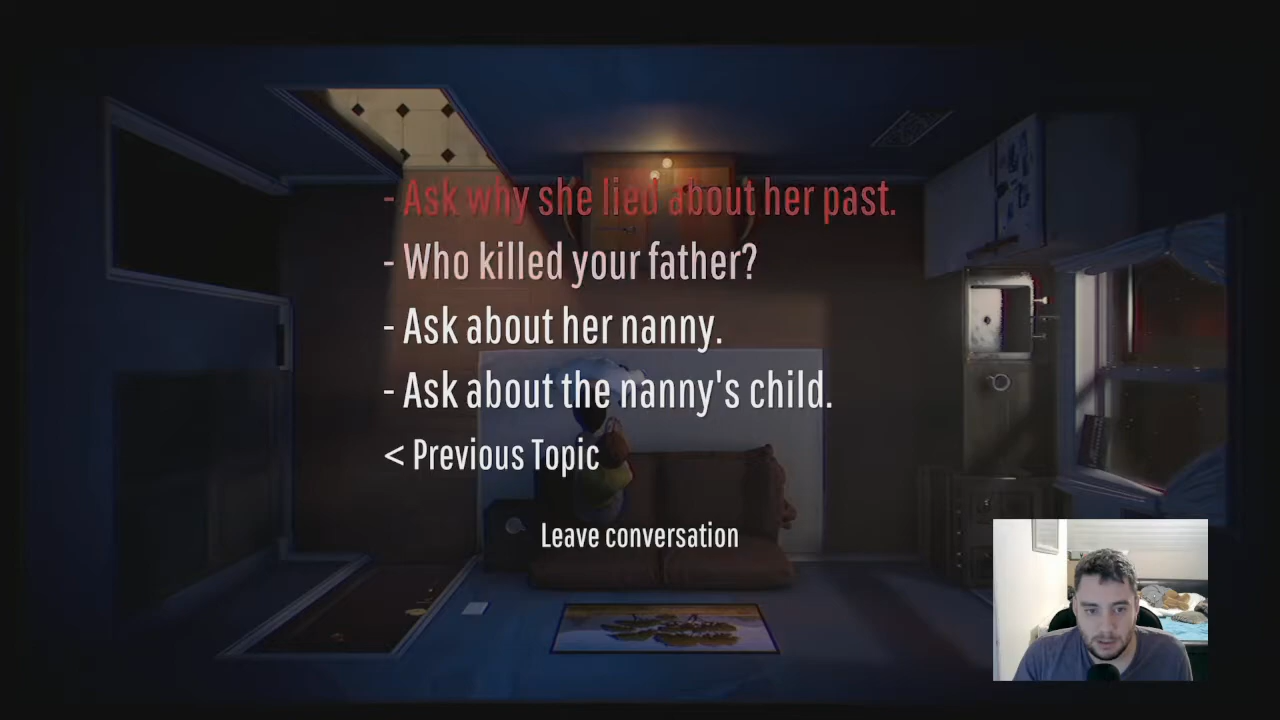 - Ask why she lied about her past.
- Who killed your father?
- Ask about her nanny.
- Ask about the nanny's child.
< Previous Topic
Leave conversation